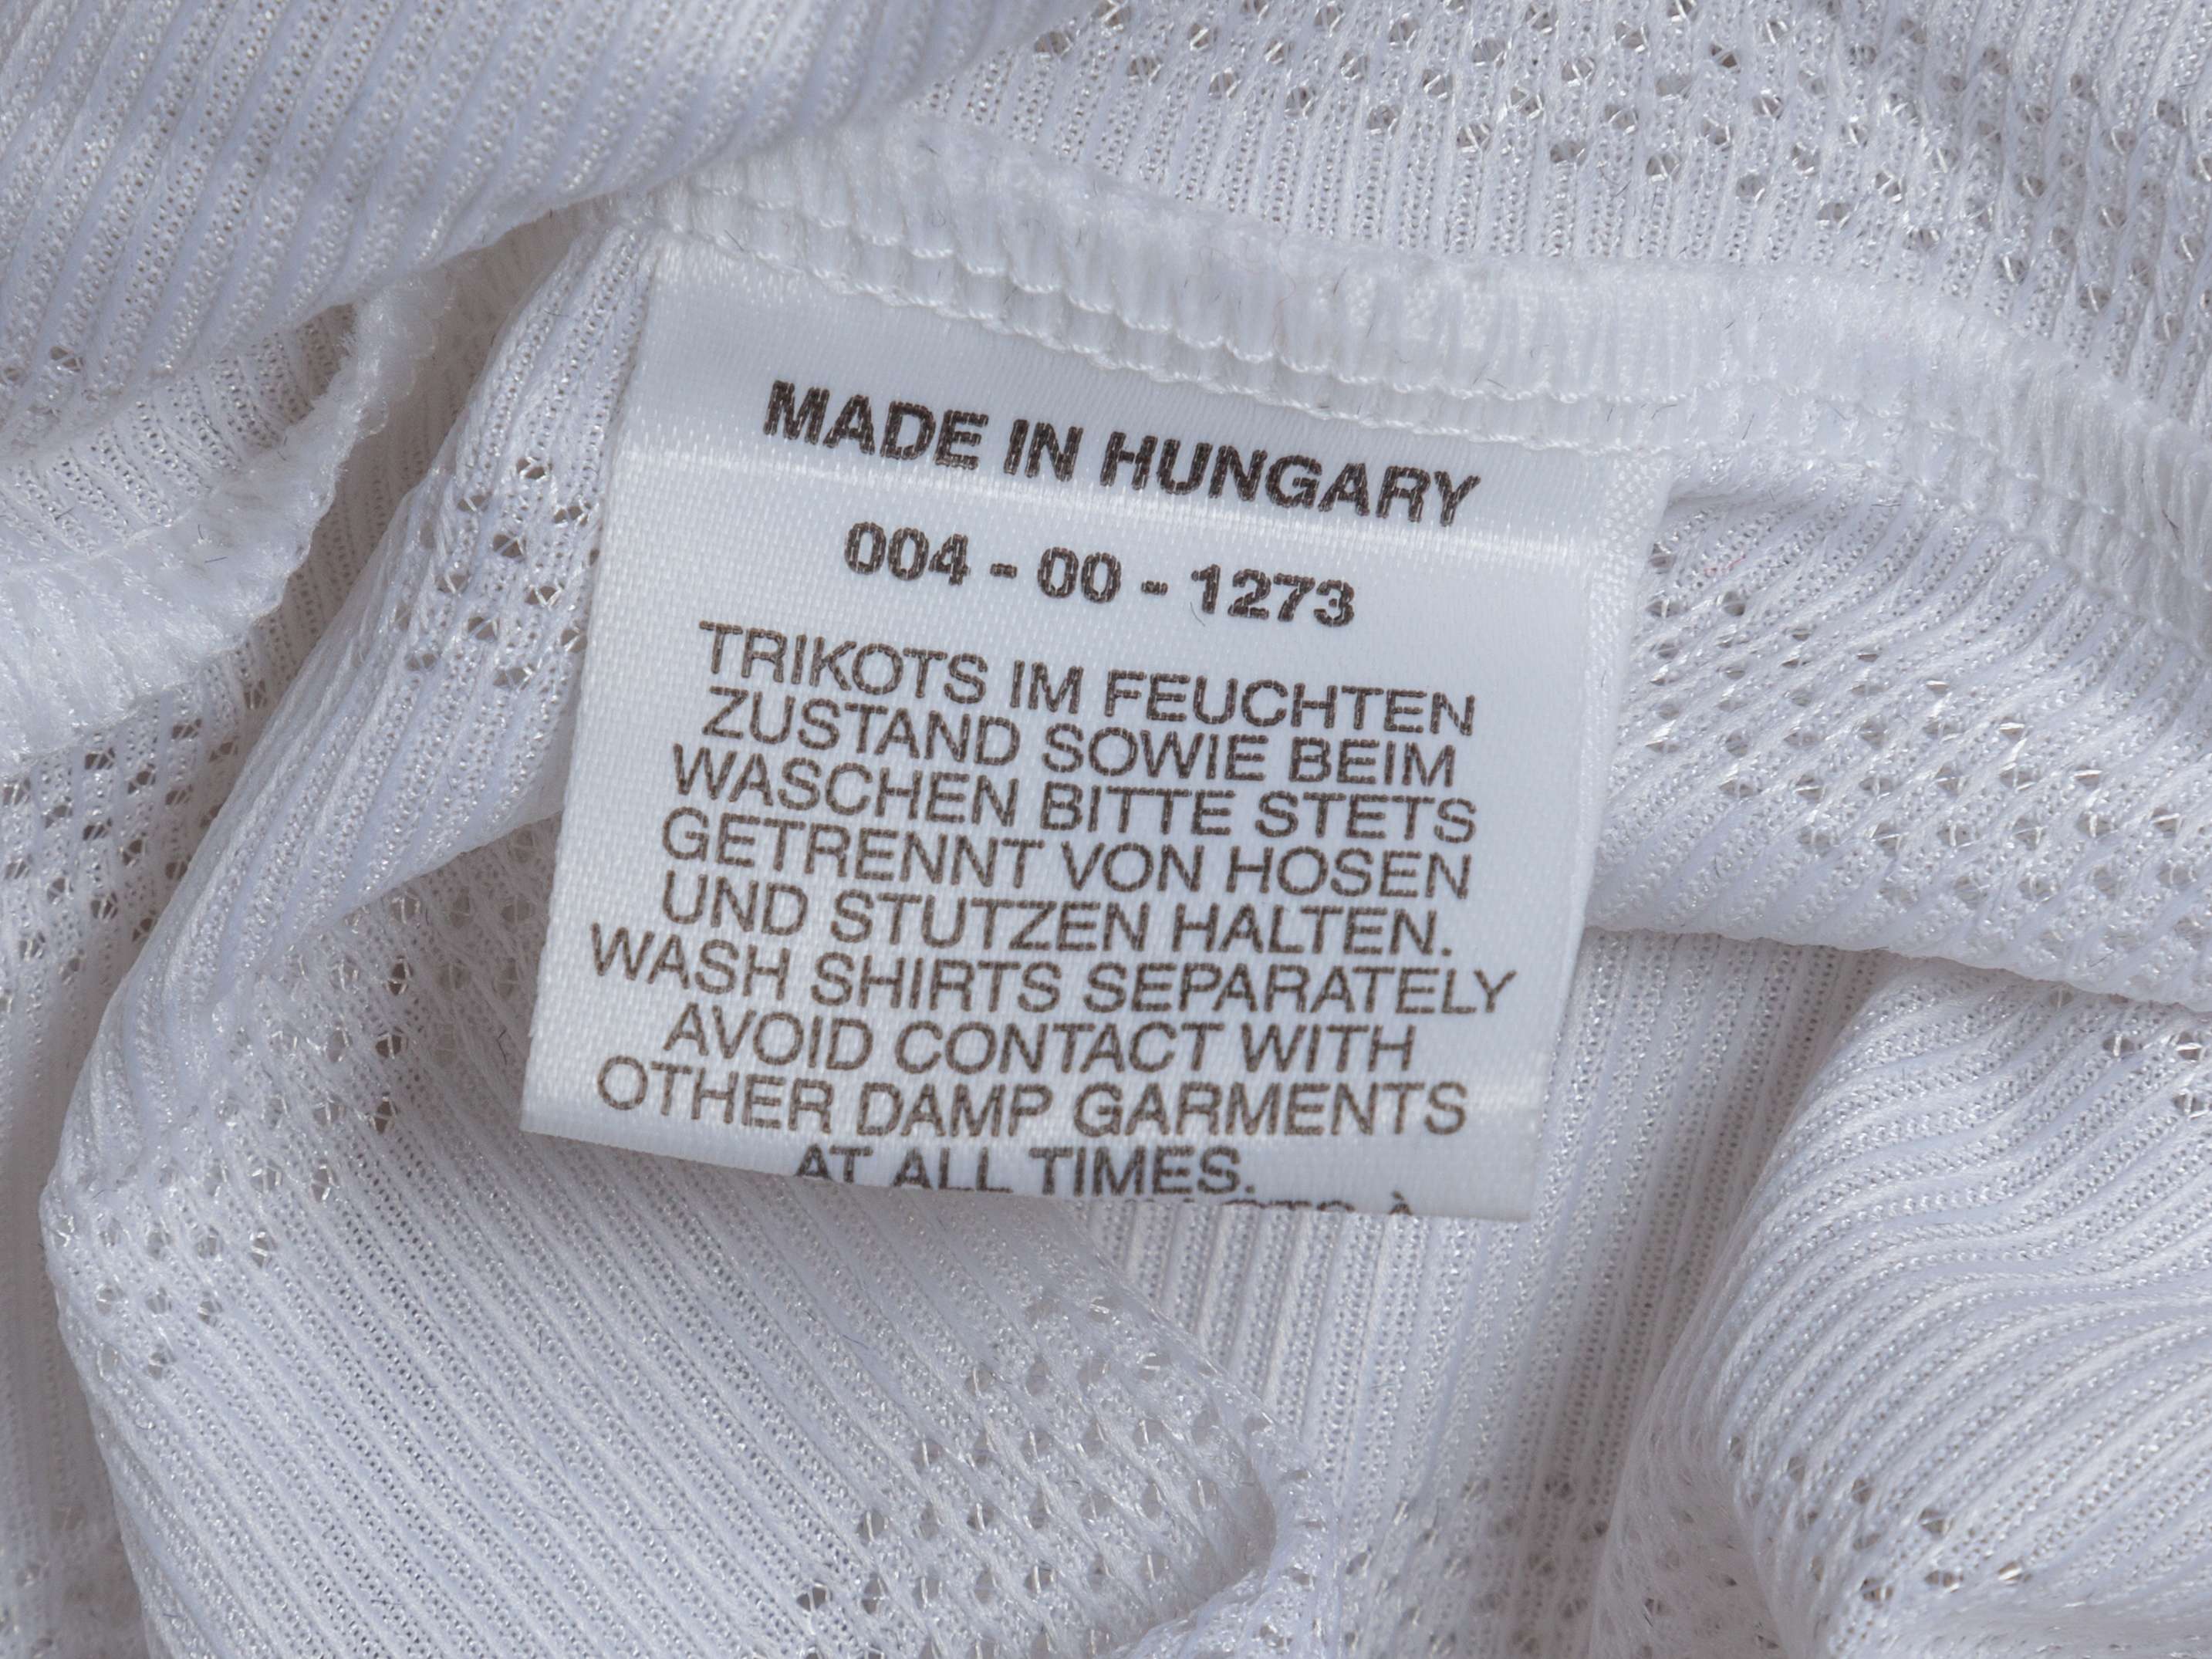 MADE IN HUNGARY
004 - 00 - 1273
TRIKOTS IM FEUCHTEN
ZUSTAND SOWIE BEIM
WASCHEN BITTE STETS
GETRENNT VON HOSEN
UND STUTZEN HALTEN.
WASH SHIRTS SEPARATELY
AVOID CONTACT WITH
OTHER DAMP GARMENTS
AT ALL TIMES.
À